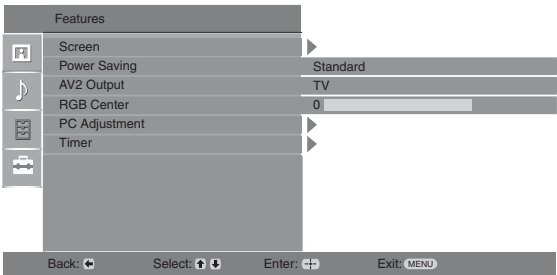 Features
Screen
Power Saving Standard
AV2 Output TV
RGB Center 0
PC Adjustment
Timer
Back: Select: Enter: Exit: MENU